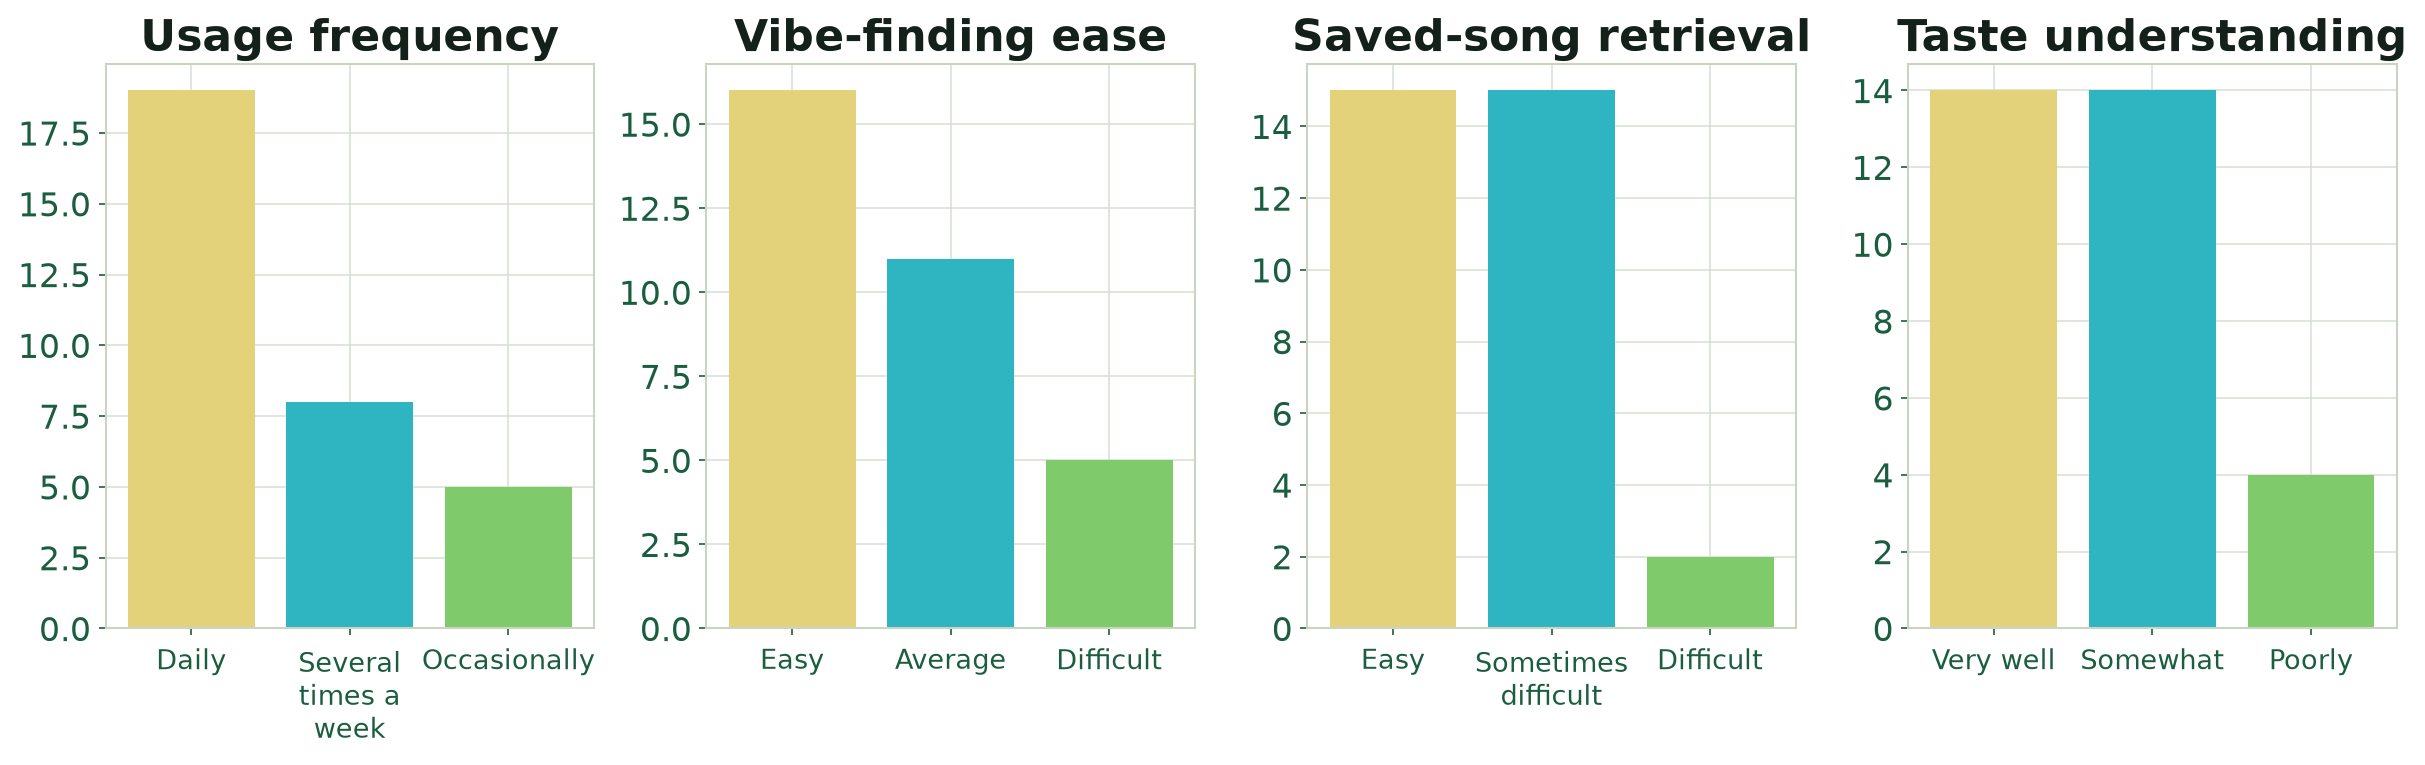 Usage frequency
17.5
15.0
12.5
10.0
7.5
5.0
2.5
0.0
Daily
Several
times a
week
Occasionally
Vibe-finding ease
15.0
12.5
10.0
7.5
5.0
2.5
0.0
Easy
Average
Difficult
Saved-song retrieval
14
12
10
8
6
4
2
0
Easy
Sometimes
difficult
Difficult
Taste understanding
14
12
10
8
6
4
2
0
Very well
Somewhat
Poorly